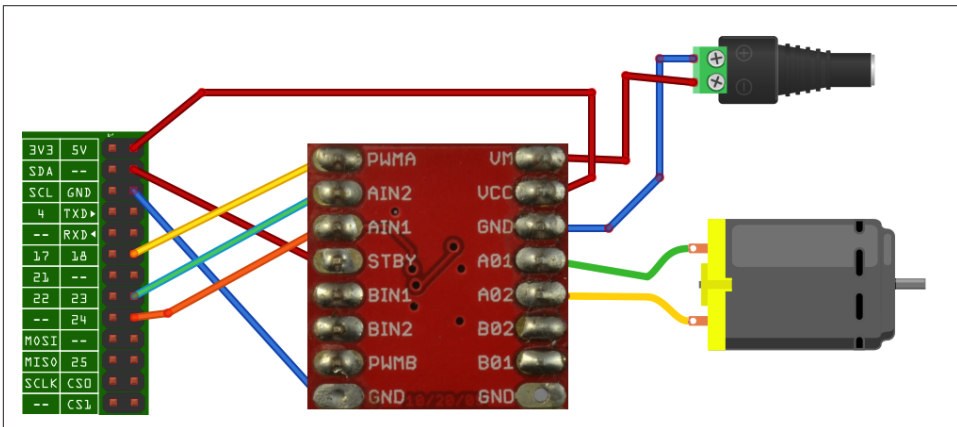 3V3 5V
SDA --
SCL GND
4 TXD▸
-- RXD◂
17 18
21 --
22 23
-- 24
MOSI --
MISO 25
SCLK CS0
-- CS1
PWMA VM
AIN2 VCC
AIN1 GND
STBY A01
BIN1 A02
BIN2 B02
PWMB B01
GND GND
+
−